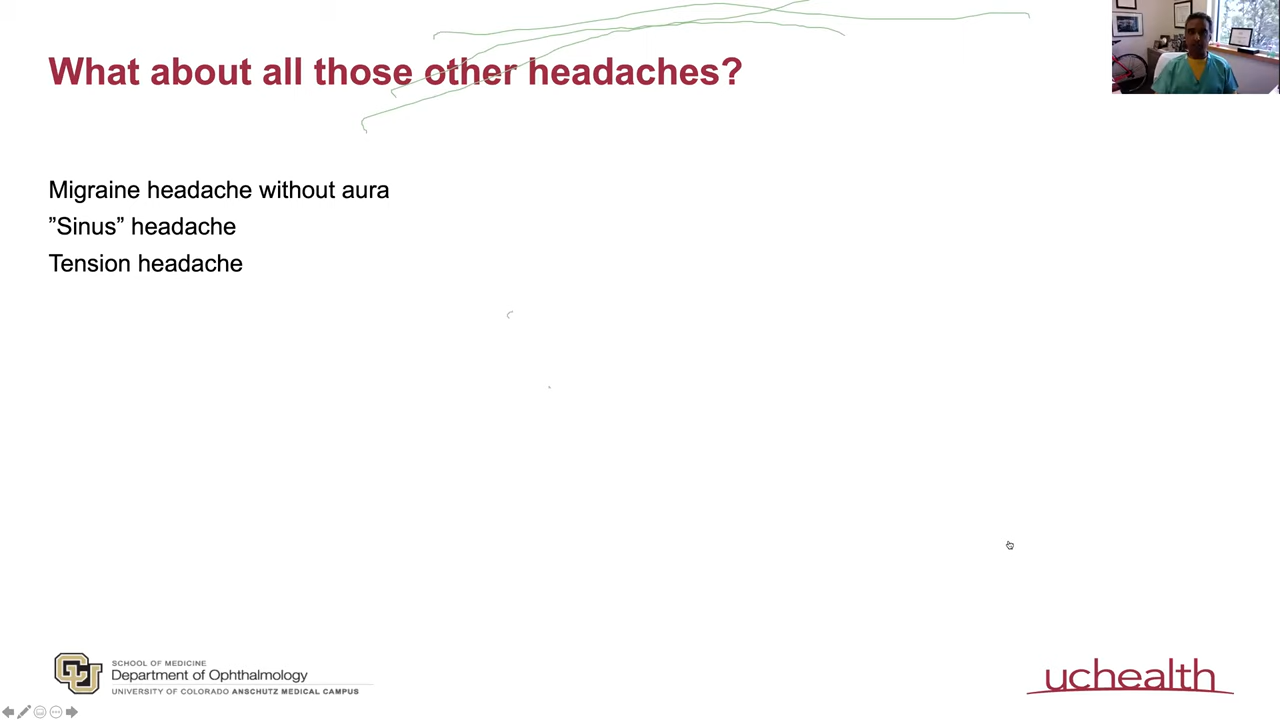 What about all those other headaches?
Migraine headache without aura
”Sinus” headache
Tension headache
SCHOOL OF MEDICINE
Department of Ophthalmology
UNIVERSITY OF COLORADO ANSCHUTZ MEDICAL CAMPUS
uchealth